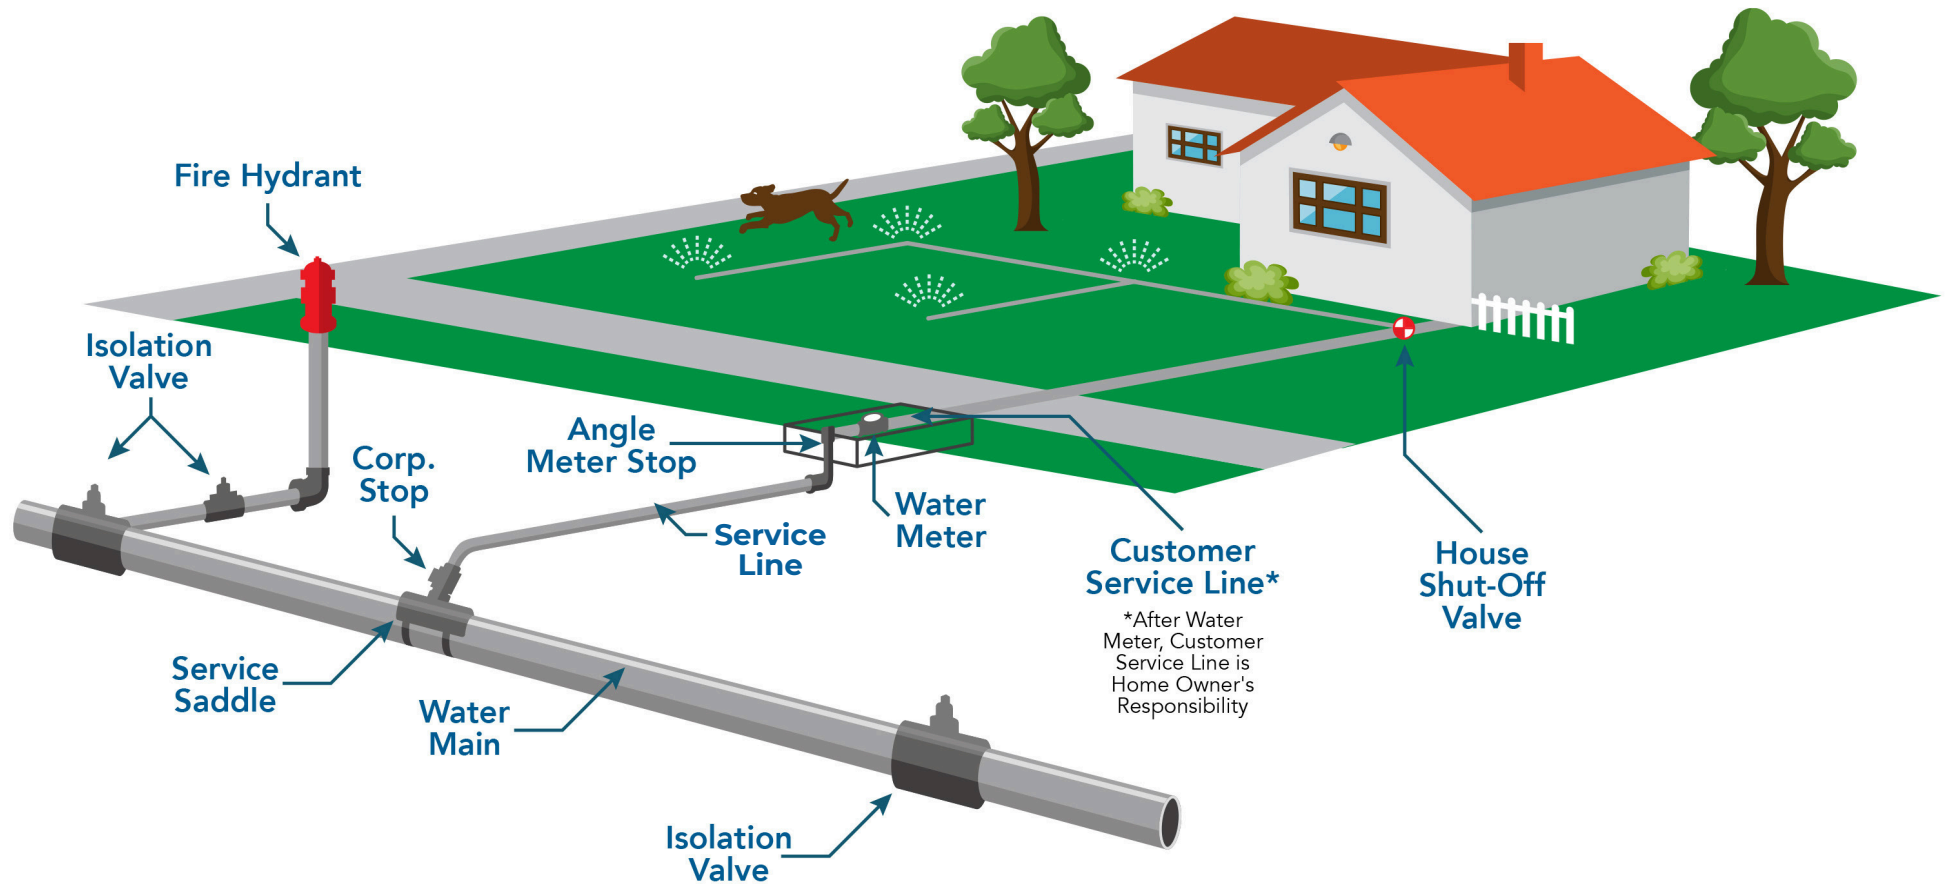 Fire Hydrant
Isolation
Valve
Corp.
Stop
Angle
Meter Stop
Service
Line
Water
Meter
Customer
Service Line*
*After Water
Meter, Customer
Service Line is
Home Owner's
Responsibility
House
Shut-Off
Valve
Service
Saddle
Water
Main
Isolation
Valve